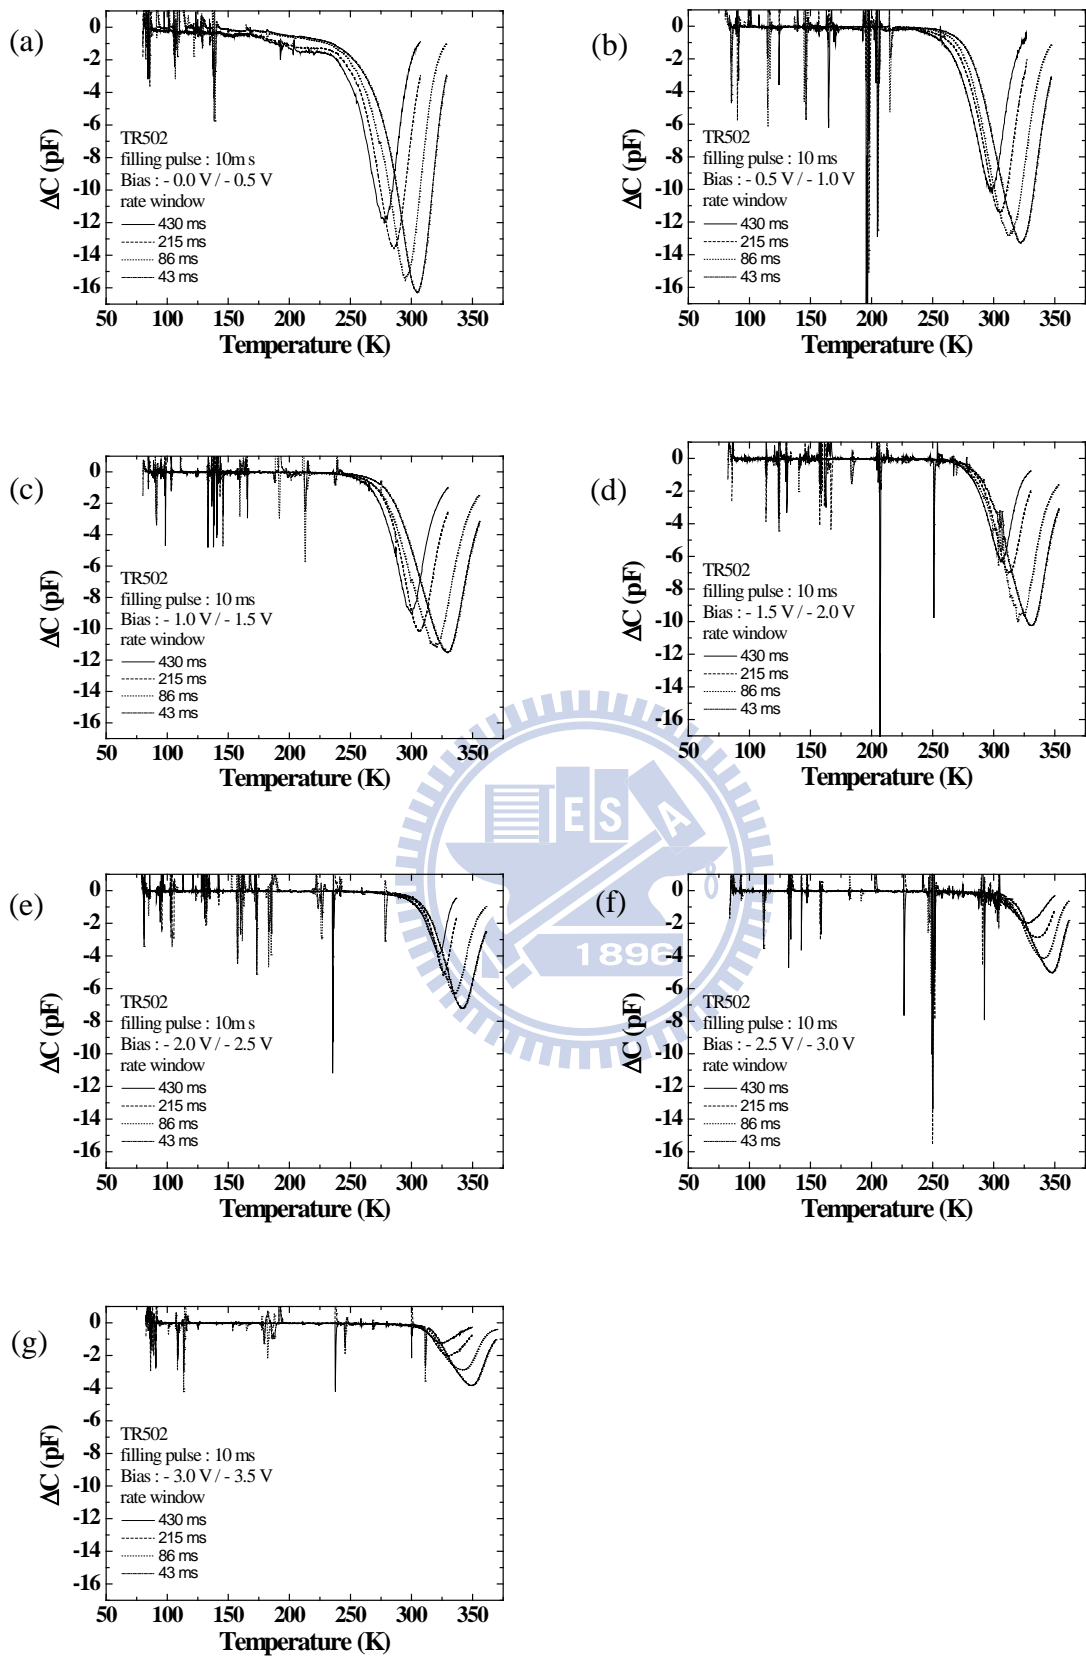 (a)
0
-2
-4
-6
-8
-10
-12
-14
-16
ΔC (pF)
TR502
filling pulse : 10m s
Bias : - 0.0 V / - 0.5 V
rate window
430 ms
215 ms
86 ms
43 ms
50 100 150 200 250 300 350
Temperature (K)
(b)
0
-2
-4
-6
-8
-10
-12
-14
-16
ΔC (pF)
TR502
filling pulse : 10 ms
Bias : - 0.5 V / - 1.0 V
rate window
430 ms
215 ms
86 ms
43 ms
50 100 150 200 250 300 350
Temperature (K)
(c)
0
-2
-4
-6
-8
-10
-12
-14
-16
ΔC (pF)
TR502
filling pulse : 10 ms
Bias : - 1.0 V / - 1.5 V
rate window
430 ms
215 ms
86 ms
43 ms
50 100 150 200 250 300 350
Temperature (K)
(d)
0
-2
-4
-6
-8
-10
-12
-14
-16
ΔC (pF)
TR502
filling pulse : 10 ms
Bias : - 1.5 V / - 2.0 V
rate window
430 ms
215 ms
86 ms
43 ms
50 100 150 200 250 300 350
Temperature (K)
E S A
1896
(e)
0
-2
-4
-6
-8
-10
-12
-14
-16
ΔC (pF)
TR502
filling pulse : 10m s
Bias : - 2.0 V / - 2.5 V
rate window
430 ms
215 ms
86 ms
43 ms
50 100 150 200 250 300 350
Temperature (K)
(f)
0
-2
-4
-6
-8
-10
-12
-14
-16
ΔC (pF)
TR502
filling pulse : 10 ms
Bias : - 2.5 V / - 3.0 V
rate window
430 ms
215 ms
86 ms
43 ms
50 100 150 200 250 300 350
Temperature (K)
(g)
0
-2
-4
-6
-8
-10
-12
-14
-16
ΔC (pF)
TR502
filling pulse : 10 ms
Bias : - 3.0 V / - 3.5 V
rate window
430 ms
215 ms
86 ms
43 ms
50 100 150 200 250 300 350
Temperature (K)